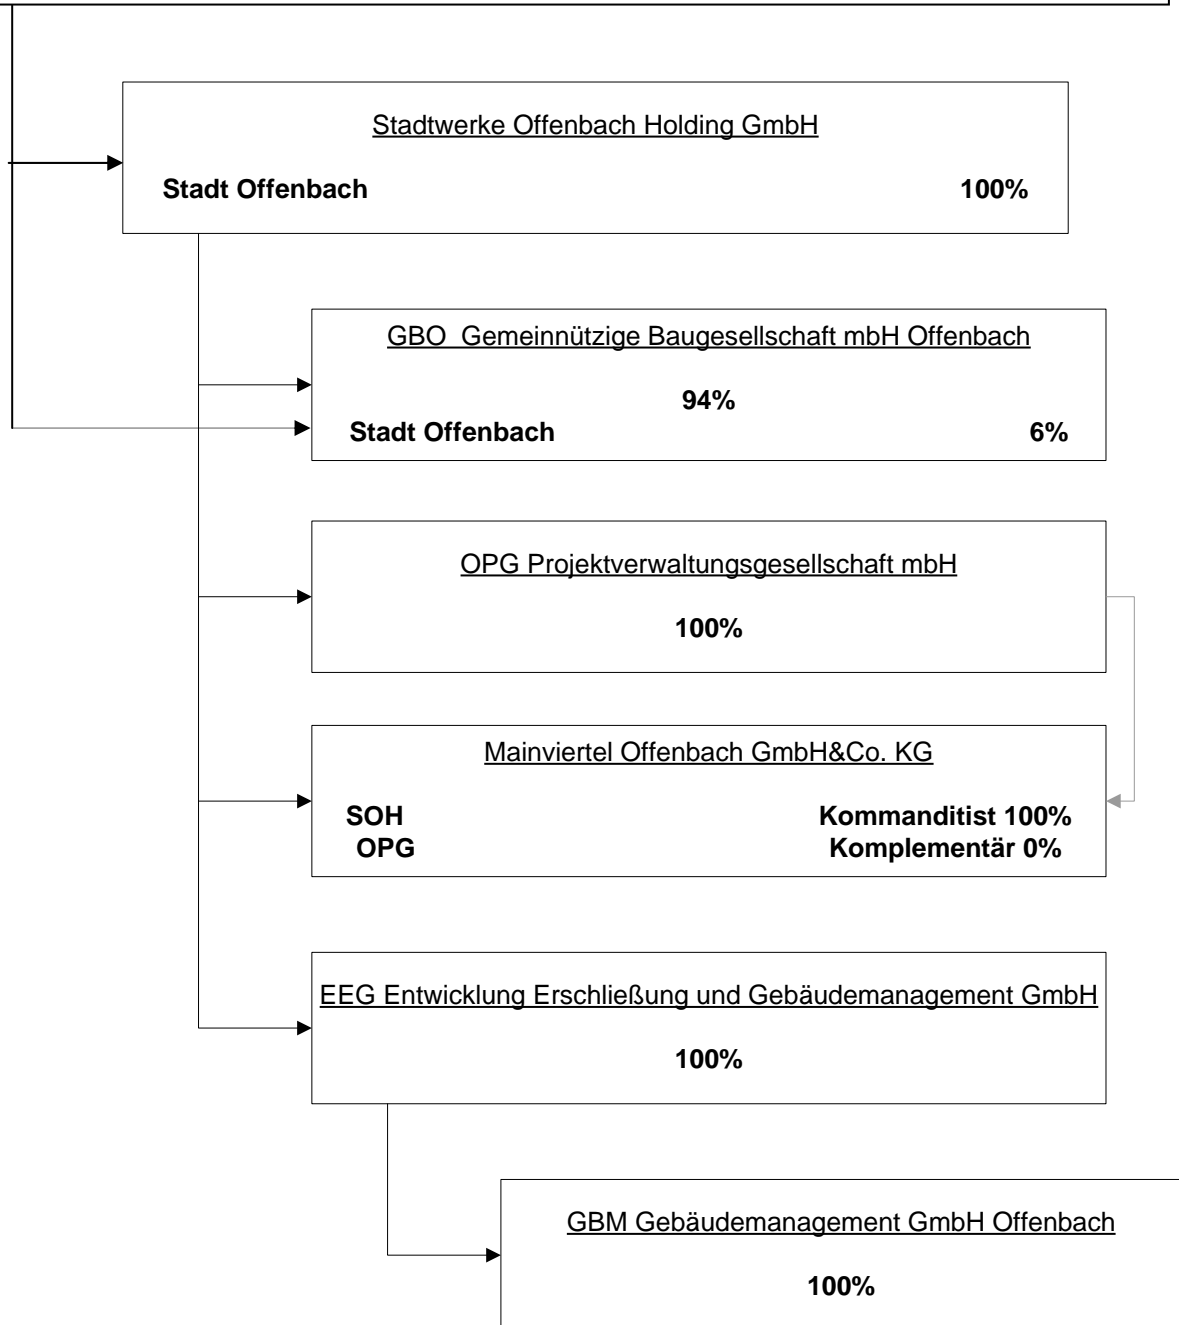 Stadtwerke Offenbach Holding GmbH
Stadt Offenbach 100%
GBO  Gemeinnützige Baugesellschaft mbH Offenbach
94%
Stadt Offenbach 6%
OPG Projektverwaltungsgesellschaft mbH
100%
Mainviertel Offenbach GmbH&Co. KG
SOH Kommanditist 100%
OPG Komplementär 0%
EEG Entwicklung Erschließung und Gebäudemanagement GmbH
100%
GBM Gebäudemanagement GmbH Offenbach
100%